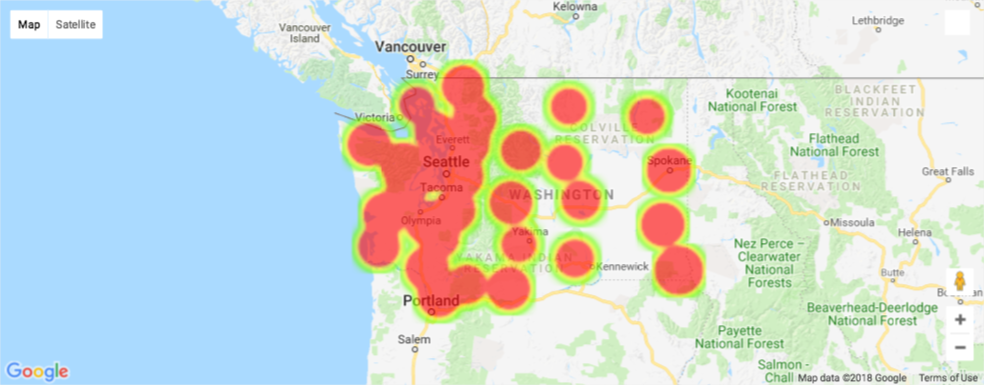 Map Satellite
Kelowna
Lethbridge
Vancouver
Island
Vancouver
Surrey
Kootenai
National Forest
BLACKFEET
INDIAN
RESERVATION
Victoria
COLVILLE
RESERVATION
Everett
Flathead
National Forest
Seattle
Spokane
FLATHEAD
RESERVATION
Great Falls
Tacoma
WASHINGTON
Olympia
Missoula
Yakima
Helena
Nez Perce –
Clearwater
National
Forests
YAKAMA INDIAN
RESERVATION
Kennewick
Butte
Portland
Beaverhead-Deerlodge
National Forest
Salem
Payette
National Forest
Salmon -
Chall
Google
Map data ©2018 Google Terms of Use